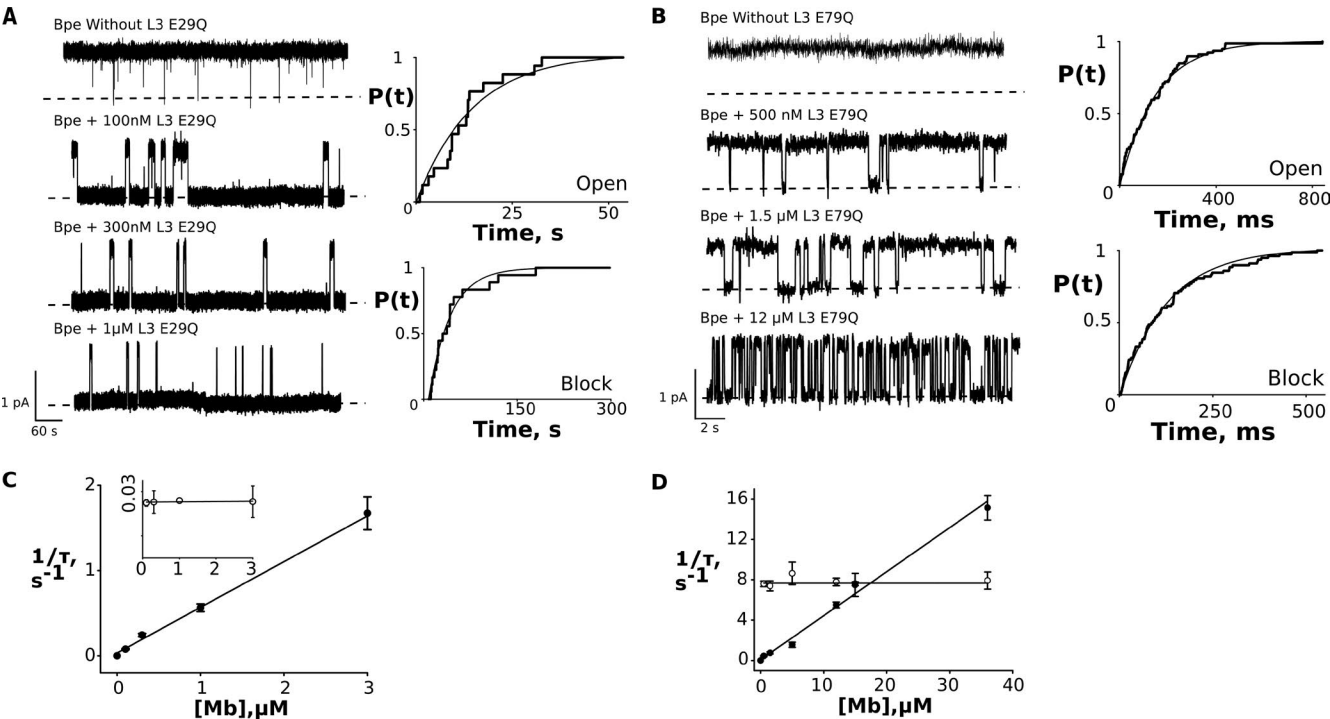 A
Bpe Without L3 E29Q
Bpe + 100nM L3 E29Q
Bpe + 300nM L3 E29Q
Bpe + 1µM L3 E29Q
1 pA
60 s
1
P(t)
0.5
0
Open
25
50
Time, s
1
P(t)
0.5
0
Block
150
300
Time, s
B
Bpe Without L3 E79Q
Bpe + 500 nM L3 E79Q
Bpe + 1.5 µM L3 E79Q
Bpe + 12 µM L3 E79Q
1 pA
2 s
1
P(t)
0.5
0
Open
400
800
Time, ms
1
P(t)
0.5
0
Block
250
500
Time, ms
C
2
1
0
1/τ,
s-1
0.03
0 1 2 3
0 1 2 3
[Mb],µM
D
16
12
8
4
0
1/τ,
s-1
0 10 20 30 40
[Mb],µM